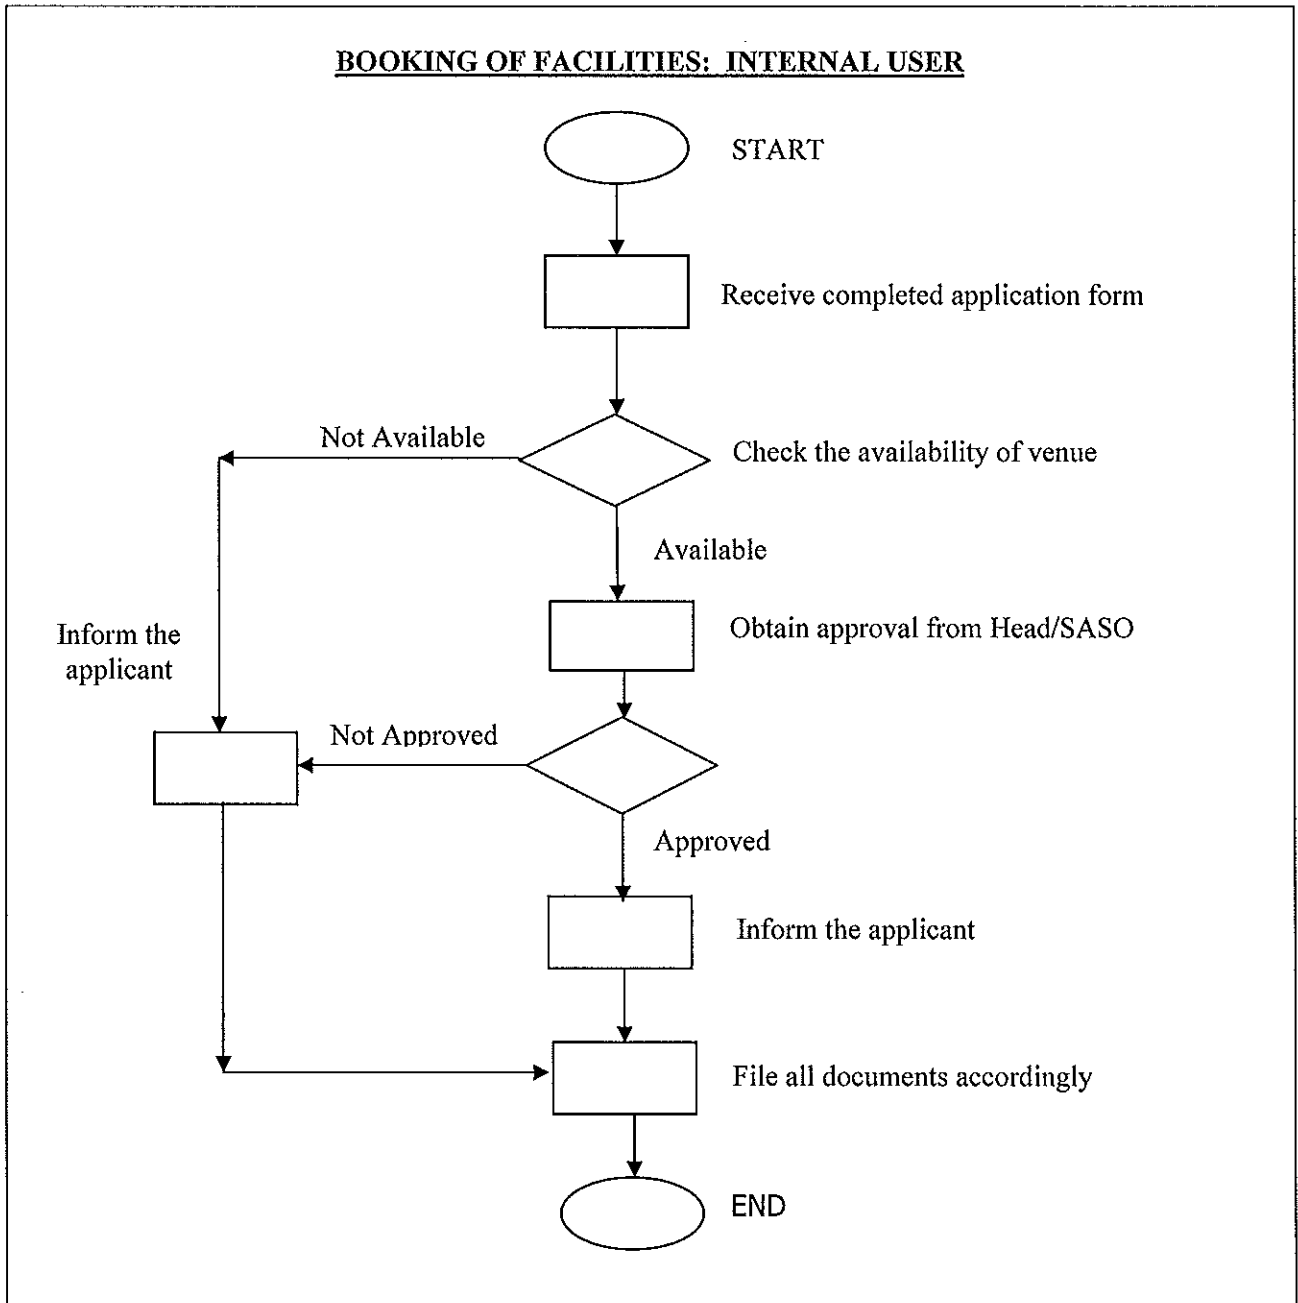 BOOKING OF FACILITIES: INTERNAL USER
START
Receive completed application form
Not Available
Check the availability of venue
Available
Inform the
applicant
Obtain approval from Head/SASO
Not Approved
Approved
Inform the applicant
File all documents accordingly
END